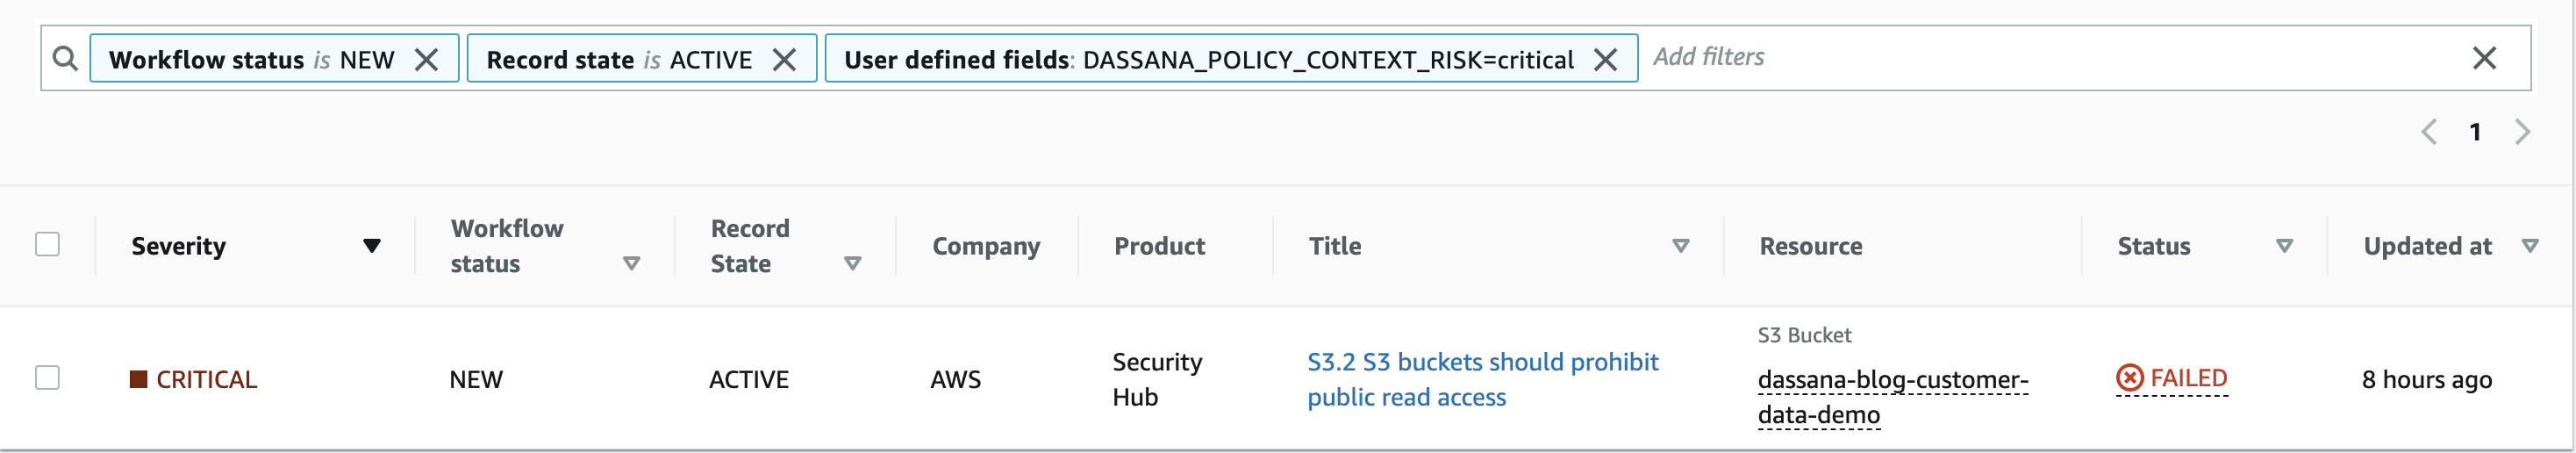 Workflow status is NEW Record state is ACTIVE User defined fields: DASSANA_POLICY_CONTEXT_RISK=critical Add filters
1
Severity Workflow status Record State Company Product Title Resource Status Updated at
CRITICAL NEW ACTIVE AWS Security Hub
S3.2 S3 buckets should prohibit
public read access
S3 Bucket
dassana-blog-customer-
data-demo
FAILED 8 hours ago